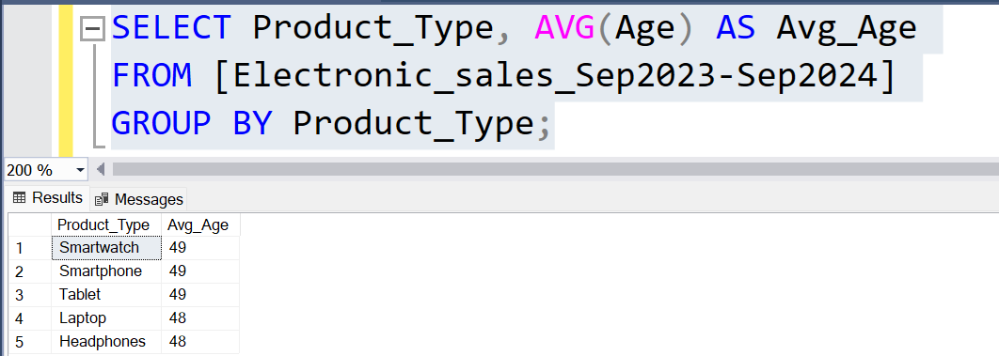 SELECT Product_Type, AVG(Age) AS Avg_Age
FROM [Electronic_sales_Sep2023-Sep2024]
GROUP BY Product_Type;
200 %
Results Messages
Product_Type Avg_Age
1 Smartwatch 49
2 Smartphone 49
3 Tablet 49
4 Laptop 48
5 Headphones 48